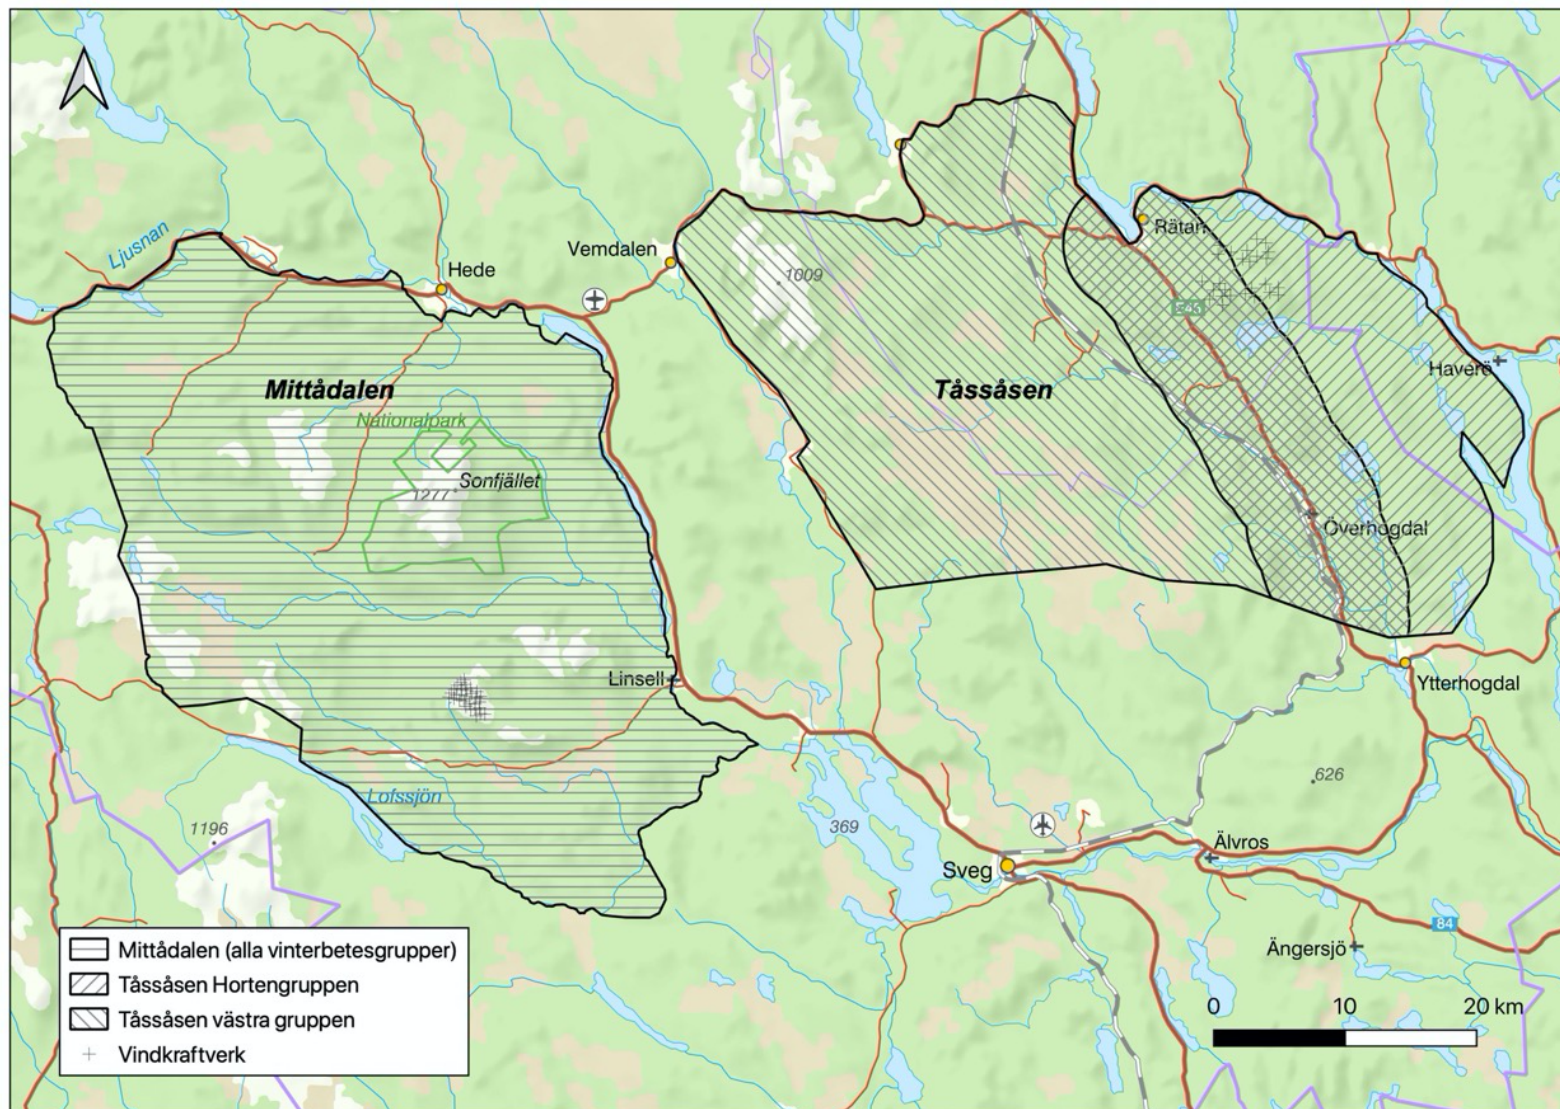 Ljusnan
Hede
Vemdalen
1009
Rätan
E45
Haverö
Mittådalen
Tåssåsen
Nationalpark
Sonfjället
1277
Överhogdal
Linsell
Ytterhogdal
Lofssjön
626
1196
369
Älvros
Sveg
84
Ängersjö
Mittådalen (alla vinterbetesgrupper)
Tåssåsen Hortengruppen
Tåssåsen västra gruppen
Vindkraftverk
0 10 20 km